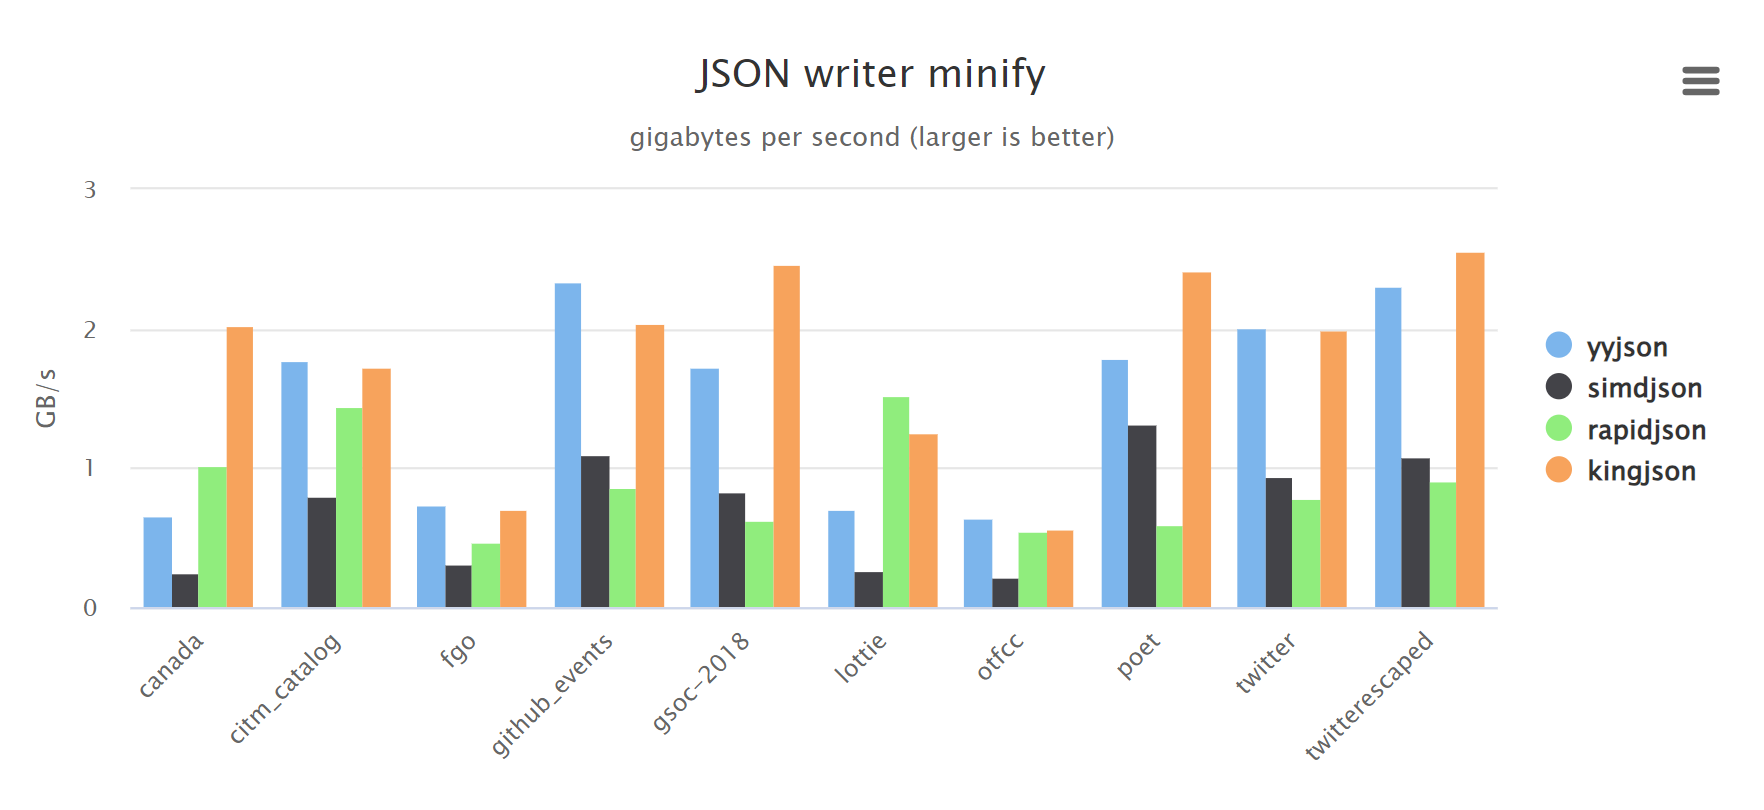 JSON writer minify
gigabytes per second (larger is better)
GB/s
3
2
1
0
canada
citm_catalog
fgo
github_events
gsoc-2018
lottie
otfcc
poet
twitter
twitterescaped
yyjson
simdjson
rapidjson
kingjson